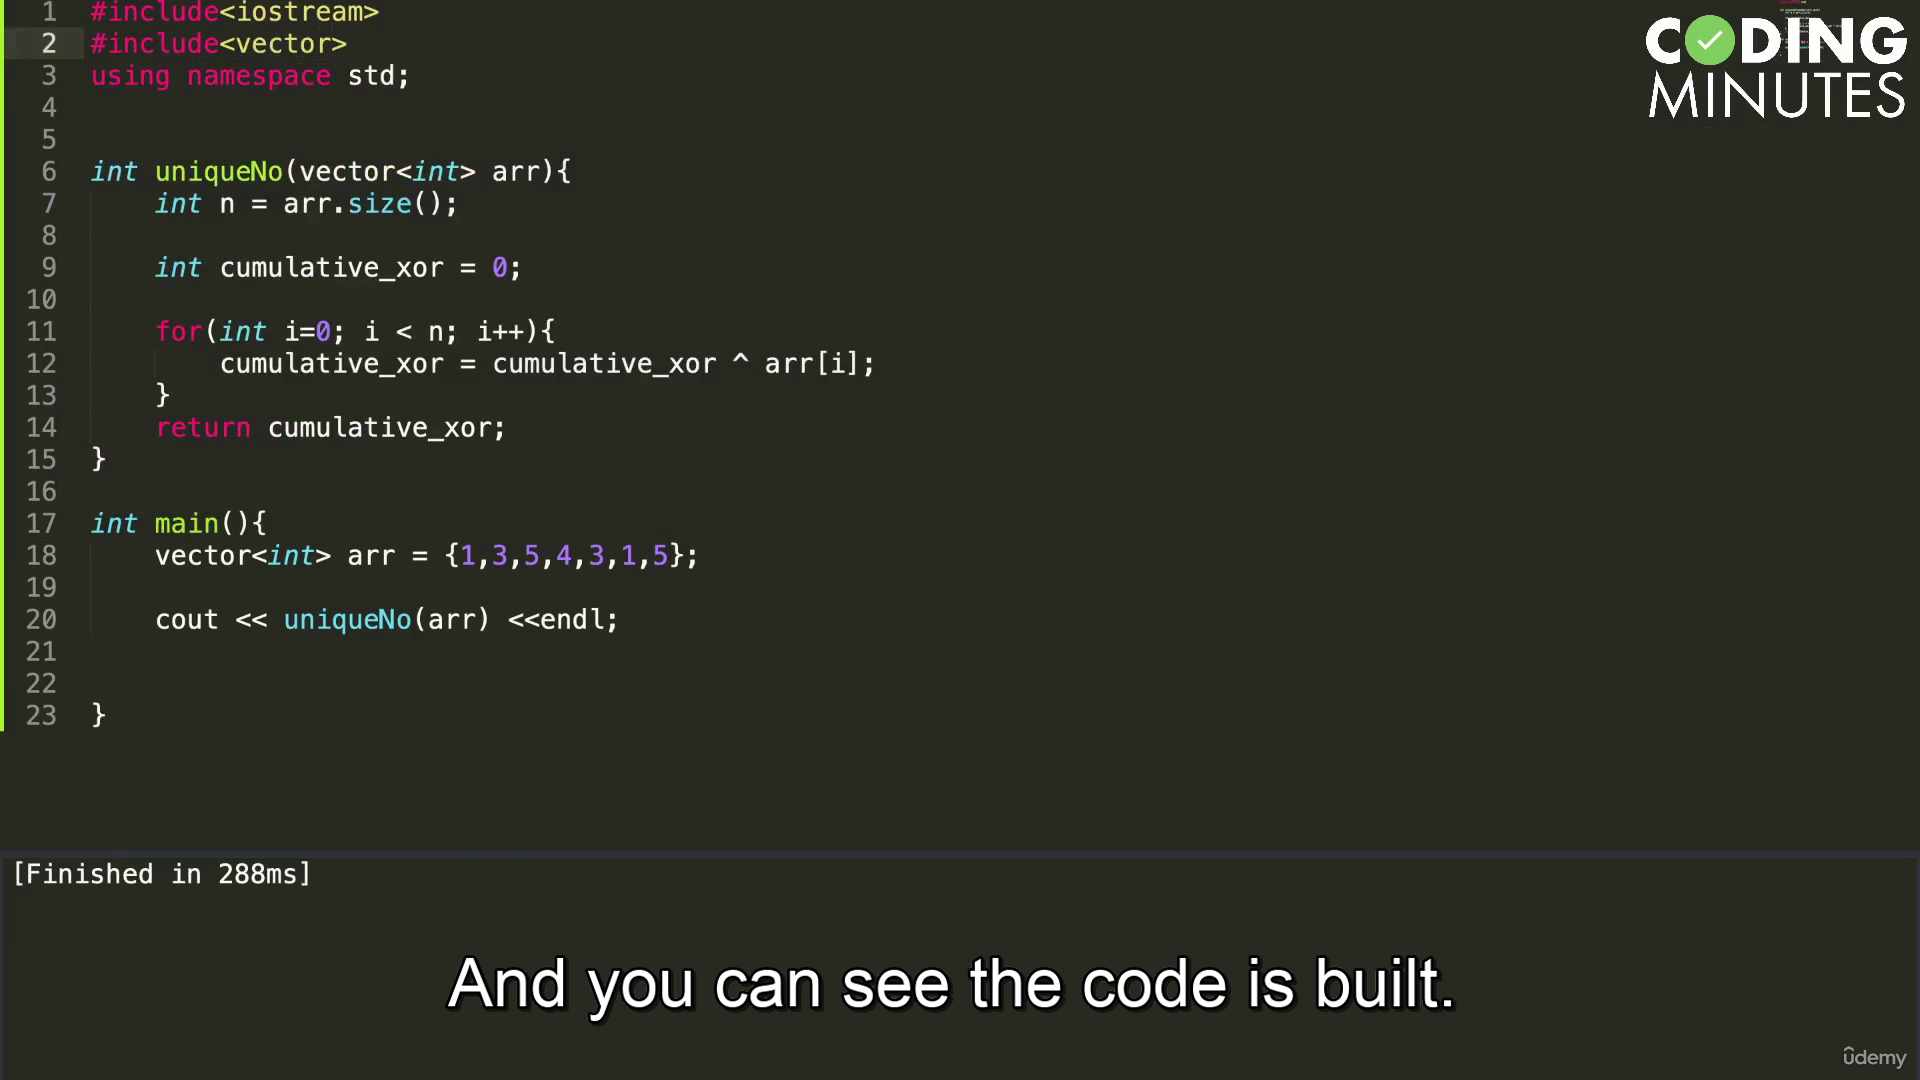 1 #include<iostream>
2 #include<vector>
3 using namespace std;
4
5
6 int uniqueNo(vector<int> arr){
7     int n = arr.size();
8
9     int cumulative_xor = 0;
10
11     for(int i=0; i < n; i++){
12         cumulative_xor = cumulative_xor ^ arr[i];
13     }
14     return cumulative_xor;
15 }
16
17 int main(){
18     vector<int> arr = {1,3,5,4,3,1,5};
19
20     cout << uniqueNo(arr) <<endl;
21
22
23 }
CODING
MINUTES
[Finished in 288ms]
And you can see the code is built.
ûdemy